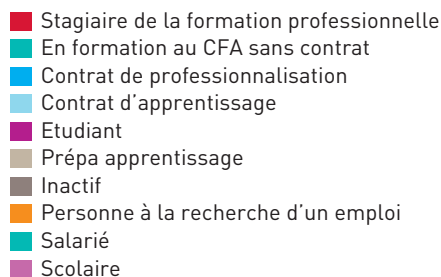 Stagiaire de la formation professionnelle
En formation au CFA sans contrat
Contrat de professionnalisation
Contrat d'apprentissage
Etudiant
Prépa apprentissage
Inactif
Personne à la recherche d'un emploi
Salarié
Scolaire